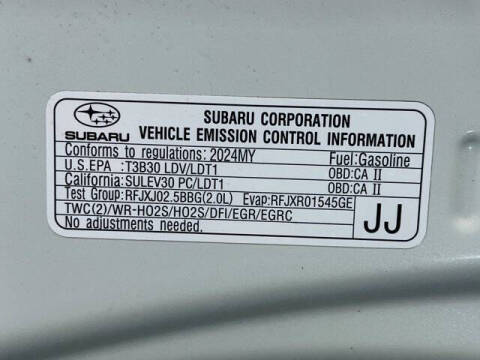 SUBARU CORPORATION
SUBARU VEHICLE EMISSION CONTROL INFORMATION
Conforms to regulations: 2024MY Fuel:Gasoline
U.S.EPA :T3B30 LDV/LDT1 OBD:CA II
California:SULEV30 PC/LDT1 OBD:CA II
Test Group:RFJXJ02.5BBG(2.0L) Evap:RFJXR01545GE
TWC(2)/WR-HO2S/HO2S/DFI/EGR/EGRC
No adjustments needed.
JJ